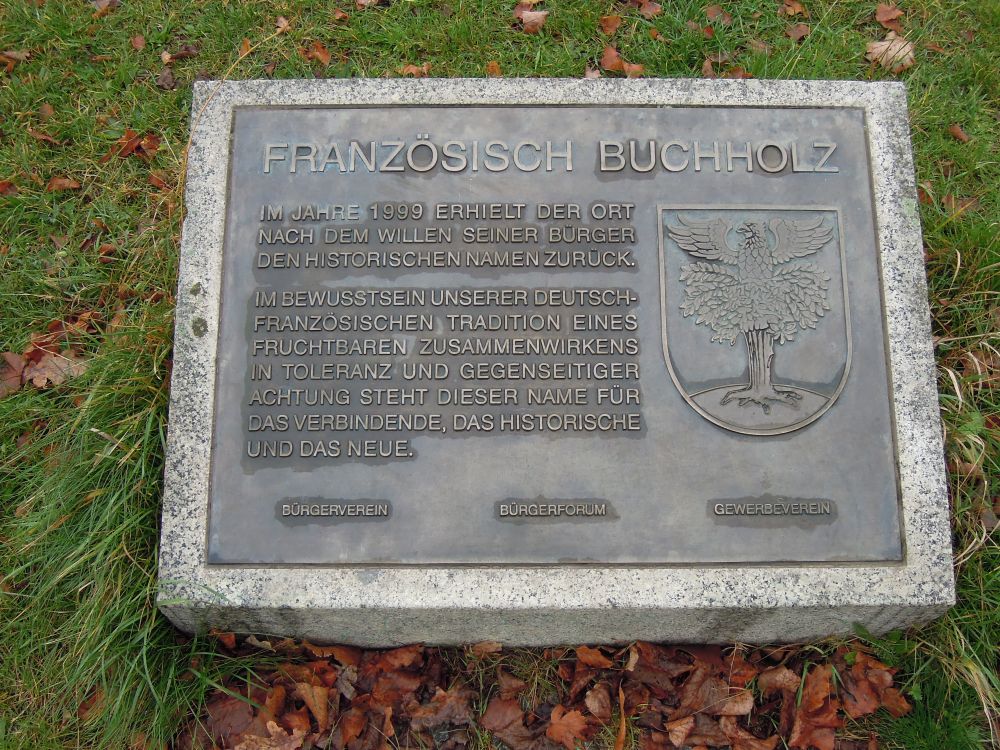 FRANZÖSISCH BUCHHOLZ
IM JAHRE 1999 ERHIELT DER ORT
NACH DEM WILLEN SEINER BÜRGER
DEN HISTORISCHEN NAMEN ZURÜCK.
IM BEWUSSTSEIN UNSERER DEUTSCH-
FRANZÖSISCHEN TRADITION EINES
FRUCHTBAREN ZUSAMMENWIRKENS
IN TOLERANZ UND GEGENSEITIGER
ACHTUNG STEHT DIESER NAME FÜR
DAS VERBINDENDE, DAS HISTORISCHE
UND DAS NEUE.
BÜRGERVEREIN BÜRGERFORUM GEWERBEVEREIN